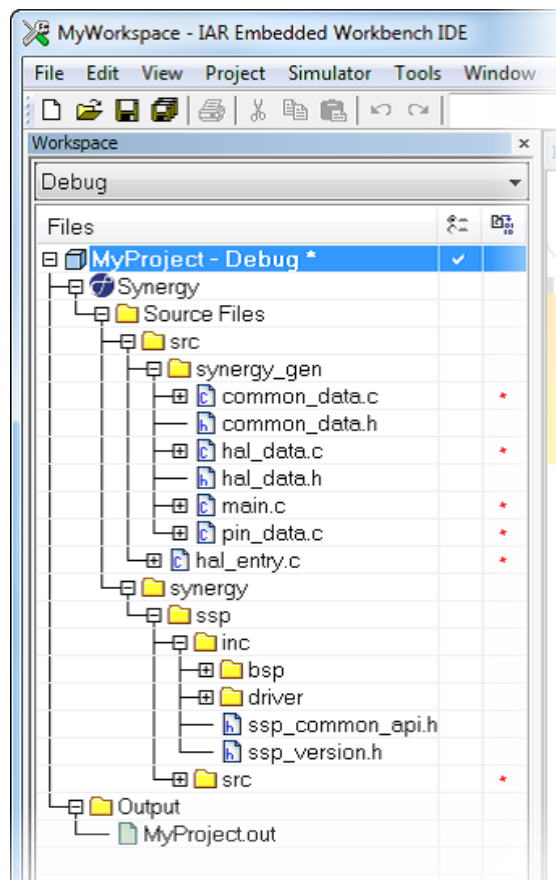 MyWorkspace - IAR Embedded Workbench IDE
File Edit View Project Simulator Tools Window
Workspace
Debug
Files
MyProject - Debug *
Synergy
Source Files
src
synergy_gen
common_data.c
common_data.h
hal_data.c
hal_data.h
main.c
pin_data.c
hal_entry.c
synergy
ssp
inc
bsp
driver
ssp_common_api.h
ssp_version.h
src
Output
MyProject.out